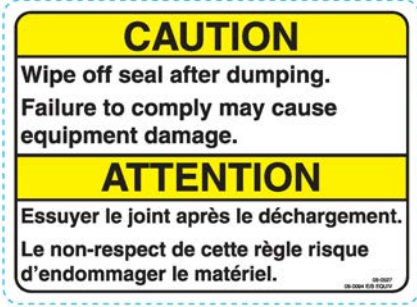 CAUTION
Wipe off seal after dumping.
Failure to comply may cause
equipment damage.
ATTENTION
Essuyer le joint après le déchargement.
Le non-respect de cette règle risque
d'endommager le matériel.